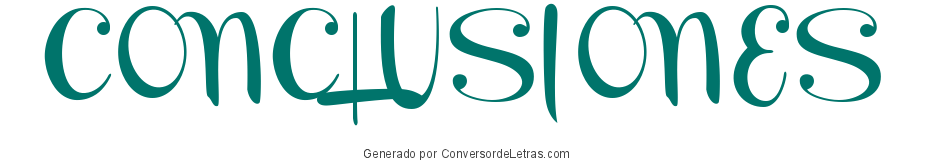 CONCLUSIONES
Generado por ConversordeLetras.com